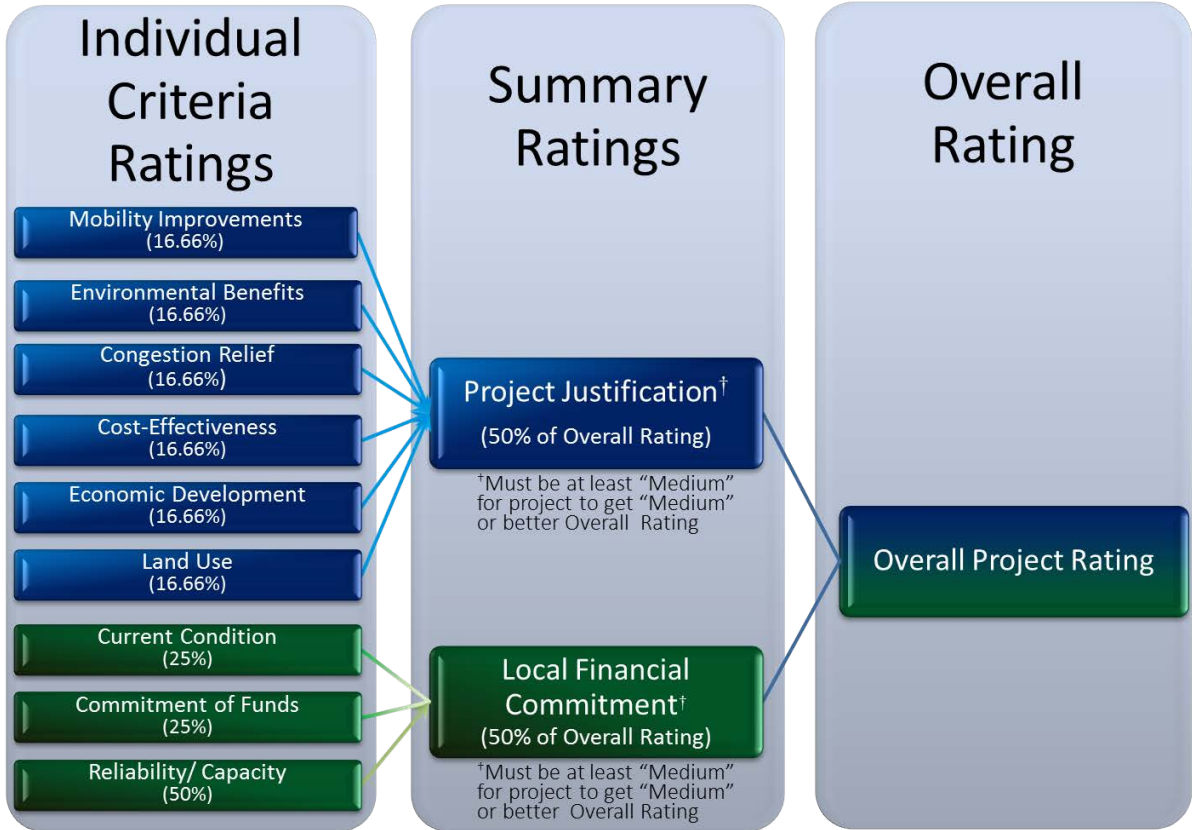 Individual
Criteria
Ratings
Mobility Improvements
(16.66%)
Environmental Benefits
(16.66%)
Congestion Relief
(16.66%)
Cost-Effectiveness
(16.66%)
Economic Development
(16.66%)
Land Use
(16.66%)
Current Condition
(25%)
Commitment of Funds
(25%)
Reliability/ Capacity
(50%)
Summary
Ratings
Project Justification†
(50% of Overall Rating)
†Must be at least “Medium”
for project to get “Medium”
or better Overall Rating
Local Financial
Commitment†
(50% of Overall Rating)
†Must be at least “Medium”
for project to get “Medium”
or better Overall Rating
Overall
Rating
Overall Project Rating